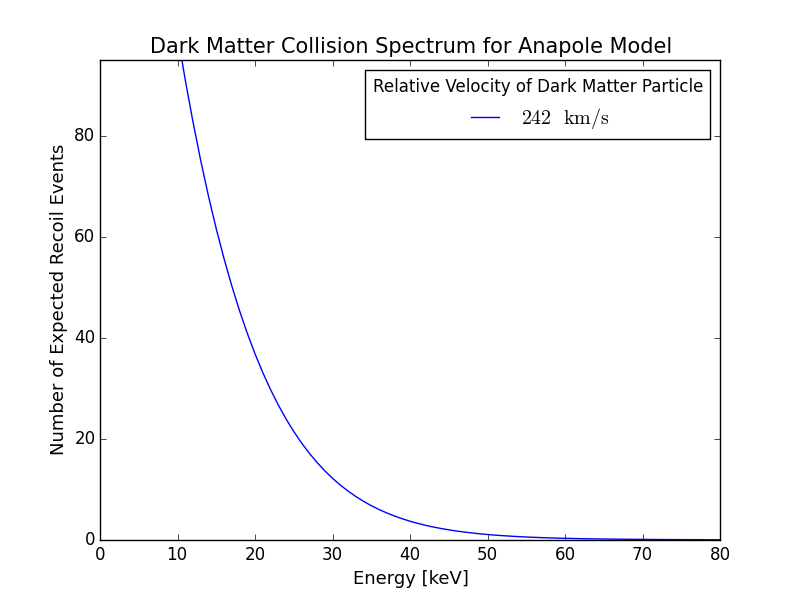 Dark Matter Collision Spectrum for Anapole Model
Relative Velocity of Dark Matter Particle
242 km/s
Number of Expected Recoil Events
80
60
40
20
0
0 10 20 30 40 50 60 70 80
Energy [keV]